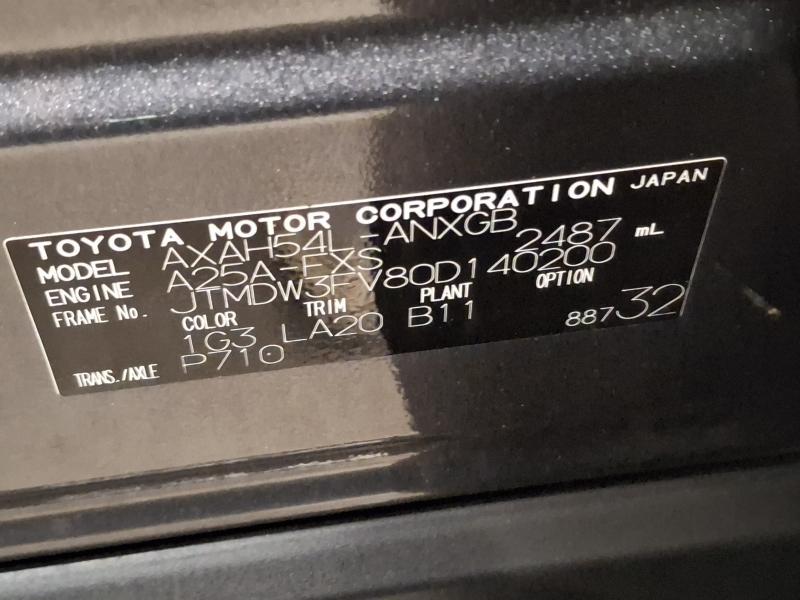 TOYOTA MOTOR CORPORATION JAPAN
MODEL AXAH54L-ANXGB
ENGINE A25A-FXS 2487 mL
FRAME No. JTMDW3FV80D140200
COLOR TRIM PLANT OPTION
1G3 LA20 B11 88732
TRANS./AXLE P710